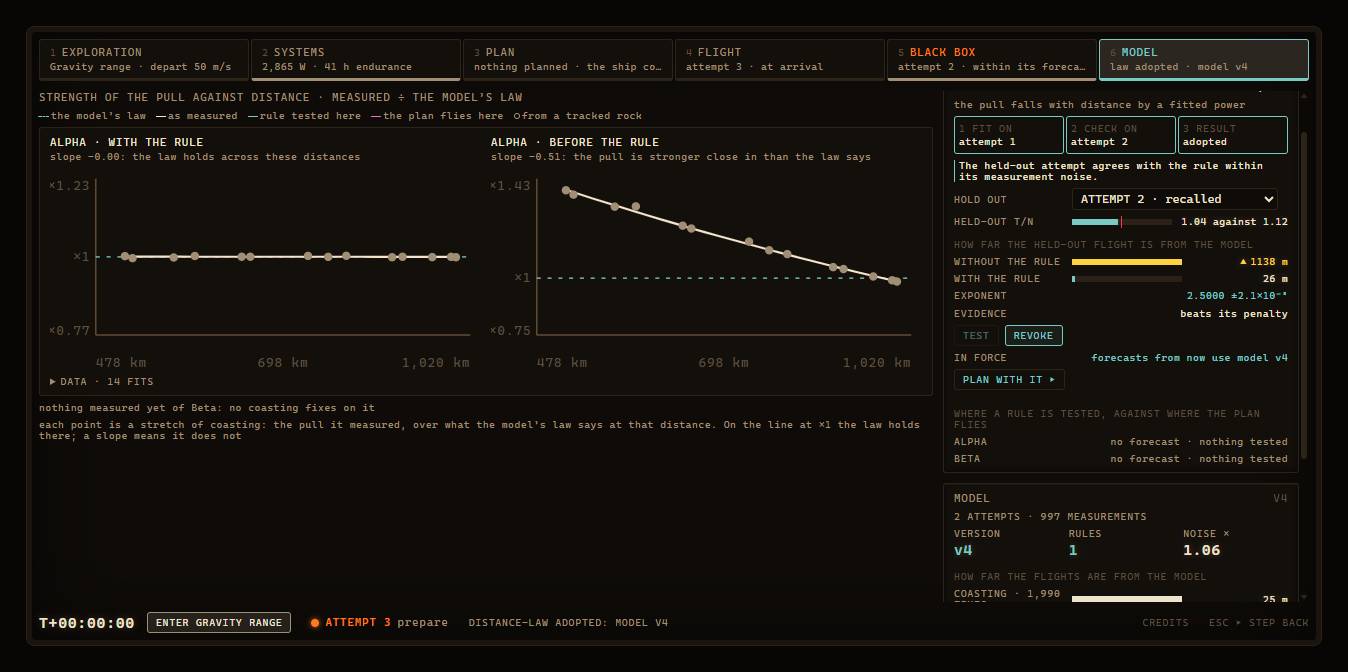 1 EXPLORATION
Gravity range · depart 50 m/s
2 SYSTEMS
2,865 W · 41 h endurance
3 PLAN
nothing planned · the ship co…
4 FLIGHT
attempt 3 · at arrival
5 BLACK BOX
attempt 2 · within its foreca…
6 MODEL
law adopted · model v4
STRENGTH OF THE PULL AGAINST DISTANCE · MEASURED ÷ THE MODEL'S LAW
the model's law
as measured
rule tested here
the plan flies here
from a tracked rock
ALPHA · WITH THE RULE
slope −0.00: the law holds across these distances
×1.23
×1
×0.77
478 km
698 km
1,020 km
▶ DATA · 14 FITS
ALPHA · BEFORE THE RULE
slope −0.51: the pull is stronger close in than the law says
×1.43
×1
×0.75
478 km
698 km
1,020 km
nothing measured yet of Beta: no coasting fixes on it
each point is a stretch of coasting: the pull it measured, over what the model's law says at that distance. On the line at ×1 the law holds
there; a slope means it does not
the pull falls with distance by a fitted power
1 FIT ON
attempt 1
2 CHECK ON
attempt 2
3 RESULT
adopted
The held-out attempt agrees with the rule within
its measurement noise.
HOLD OUT
ATTEMPT 2 · recalled
HELD-OUT T/N
1.04 against 1.12
HOW FAR THE HELD-OUT FLIGHT IS FROM THE MODEL
WITHOUT THE RULE
▲1138 m
WITH THE RULE
26 m
EXPONENT
EVIDENCE
beats its penalty
TEST
REVOKE
IN FORCE
forecasts from now use model v4
PLAN WITH IT ▸
WHERE A RULE IS TESTED, AGAINST WHERE THE PLAN
FLIES
ALPHA
no forecast · nothing tested
BETA
no forecast · nothing tested
MODEL
V4
2 ATTEMPTS · 997 MEASUREMENTS
VERSION
v4
RULES
1
NOISE ×
1.06
HOW FAR THE FLIGHTS ARE FROM THE MODEL
COASTING · 1,990
25 m
T+00:00:00
ENTER GRAVITY RANGE
ATTEMPT 3 prepare
DISTANCE-LAW ADOPTED: MODEL V4
CREDITS
ESC ▸ STEP BACK